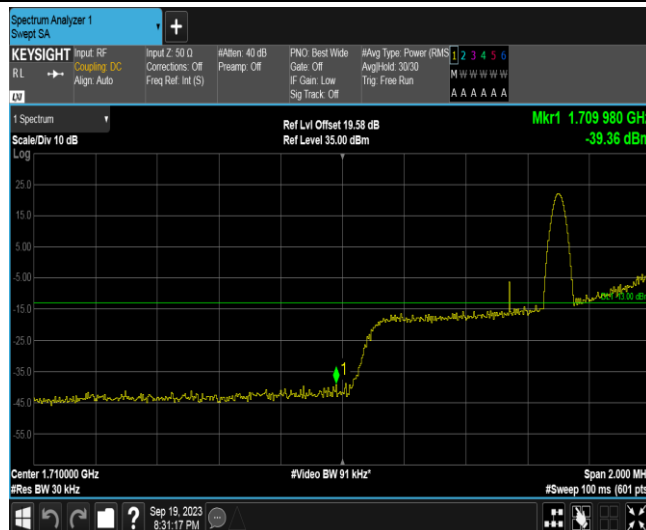 Spectrum Analyzer 1
Swept SA
KEYSIGHT
RL
LXI
Input: RF
Coupling: DC
Align: Auto
Input Z: 50 Ω
Corrections: Off
Freq Ref: Int (S)
#Atten: 40 dB
Preamp: Off
PNO: Best Wide
Gate: Off
IF Gain: Low
Sig Track: Off
#Avg Type: Power (RMS
Avg|Hold: 30/30
Trig: Free Run
1 2 3 4 5 6
M W W W W W
A A A A A A
1 Spectrum
Scale/Div 10 dB
Ref Lvl Offset 19.58 dB
Ref Level 35.00 dBm
Mkr1 1.709 980 GHz
-39.36 dBm
Log
25.0
15.0
5.00
-5.00
-15.0
-25.0
-35.0
-45.0
-55.0
1
Center 1.710000 GHz
#Res BW 30 kHz
#Video BW 91 kHz*
Span 2.000 MH
#Sweep 100 ms (601 pts
?
Sep 19, 2023
8:31:17 PM